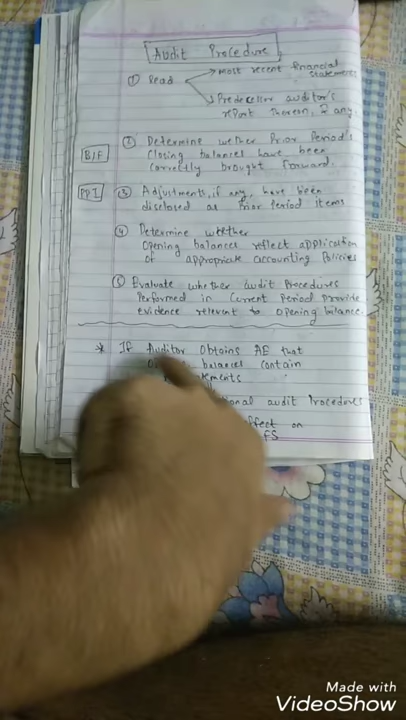 Audit Procedure
① Read
Most recent financial
statements
Predecessor auditor's
report thereon, if any
B/F
② Determine wether Prior Period's
closing balances have been
correctly brought forward.
PPI
③ Adjustments, if any, have been
disclosed as Prior Period items
④ Determine whether
Opening balances reflect application
of appropriate accounting Policies
⑤ Evaluate whether audit Procedures
Performed in Current Period Provide
evidence relevent to opening balance.
* If Auditor Obtains AE that
balances contain
audit Procedures
effect on
FS
Made with
VideoShow